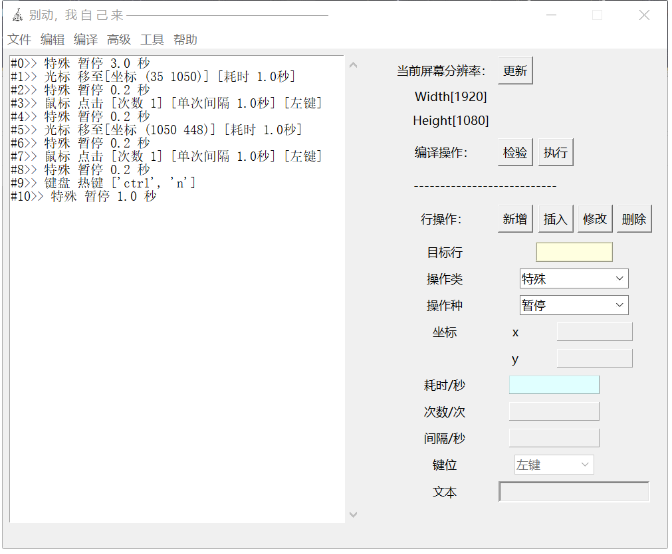 别动，我 自 己 来 ————————————————
文件 编辑 编译 高级 工具 帮助
#0>> 特殊 暂停 3.0 秒
#1>> 光标 移至[坐标 (35 1050)] [耗时 1.0秒]
#2>> 特殊 暂停 0.2 秒
#3>> 鼠标 点击 [次数 1] [单次间隔 1.0秒] [左键]
#4>> 特殊 暂停 0.2 秒
#5>> 光标 移至[坐标 (1050 448)] [耗时 1.0秒]
#6>> 特殊 暂停 0.2 秒
#7>> 鼠标 点击 [次数 1] [单次间隔 1.0秒] [左键]
#8>> 特殊 暂停 0.2 秒
#9>> 键盘 热键 ['ctrl', 'n']
#10>> 特殊 暂停 1.0 秒
当前屏幕分辨率： 更新
Width[1920]
Height[1080]
编译操作： 检验 执行
--------------------------
行操作： 新增 插入 修改 删除
目标行
操作类 特殊
操作种 暂停
坐标 x
y
耗时/秒
次数/次
间隔/秒
键位 左键
文本